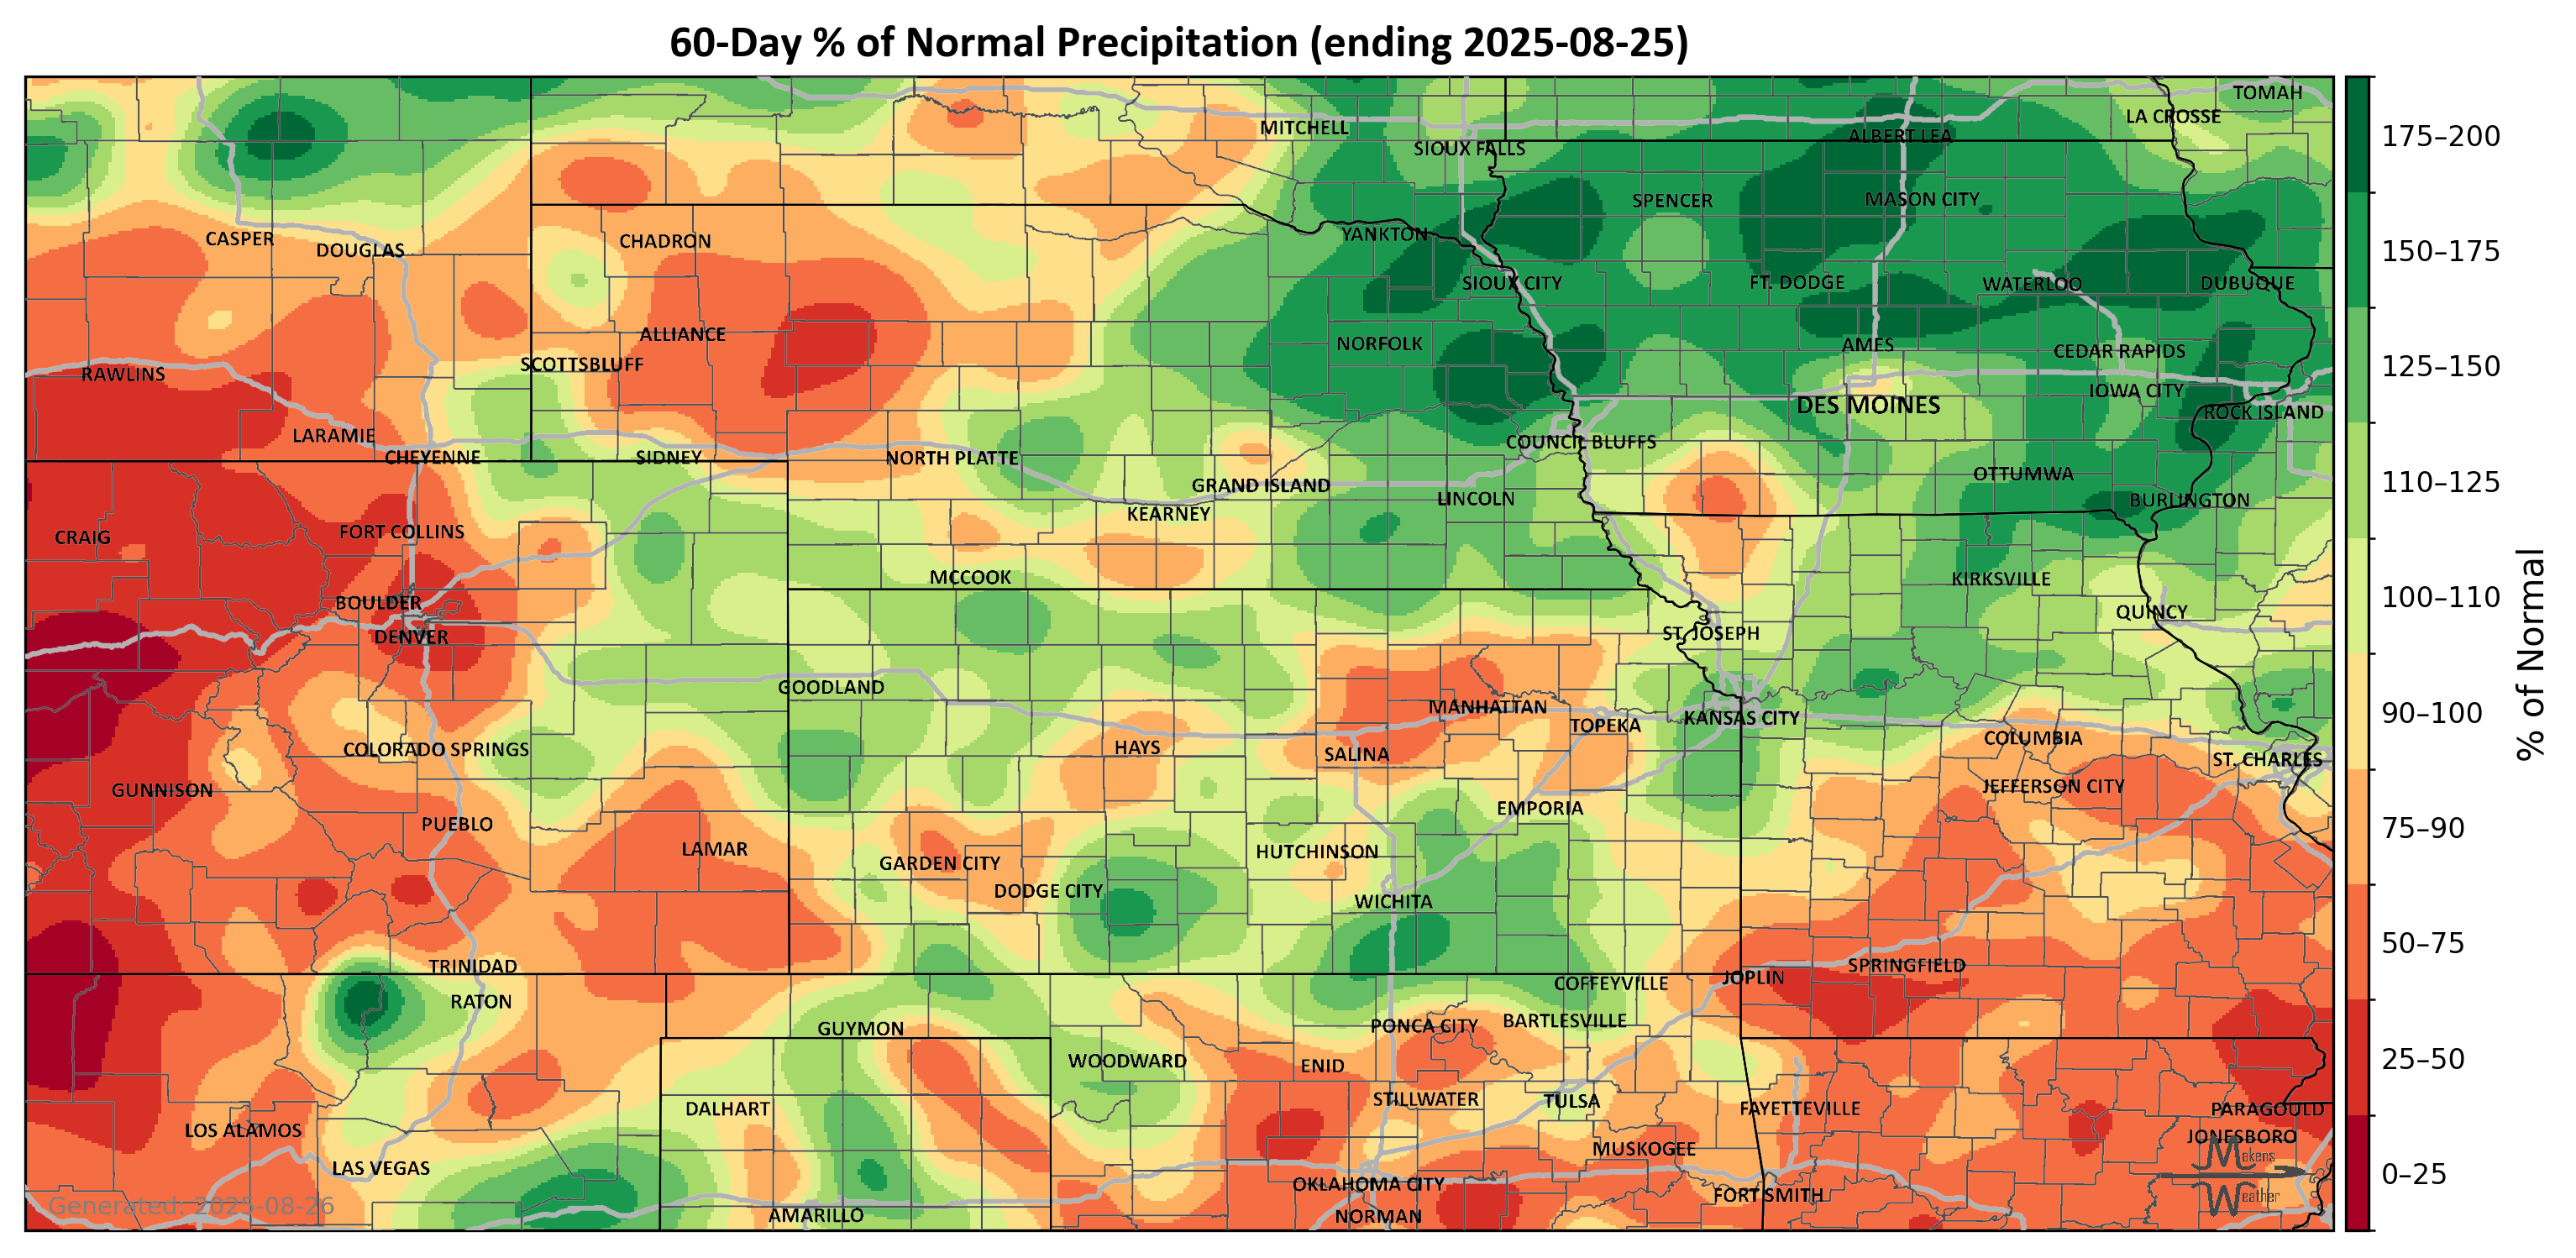 60-Day % of Normal Precipitation (ending 2025-08-25)
TOMAH
LA CROSSE
MITCHELL
ALBERT LEA
SIOUX FALLS
SPENCER
MASON CITY
YANKTON
CASPER
CHADRON
DOUGLAS
SIOUX CITY
FT. DODGE
WATERLOO
DUBUQUE
ALLIANCE
NORFOLK
AMES
CEDAR RAPIDS
SCOTTSBLUFF
RAWLINS
IOWA CITY
DES MOINES
ROCK ISLAND
LARAMIE
COUNCIL BLUFFS
CHEYENNE
SIDNEY
NORTH PLATTE
OTTUMWA
GRAND ISLAND
LINCOLN
BURLINGTON
KEARNEY
CRAIG
FORT COLLINS
MCCOOK
KIRKSVILLE
BOULDER
QUINCY
DENVER
ST. JOSEPH
GOODLAND
MANHATTAN
KANSAS CITY
TOPEKA
COLUMBIA
COLORADO SPRINGS
HAYS
SALINA
ST. CHARLES
GUNNISON
JEFFERSON CITY
EMPORIA
PUEBLO
LAMAR
HUTCHINSON
GARDEN CITY
DODGE CITY
WICHITA
TRINIDAD
SPRINGFIELD
JOPLIN
COFFEYVILLE
RATON
GUYMON
PONCA CITY
BARTLESVILLE
WOODWARD
ENID
STILLWATER
TULSA
DALHART
FAYETTEVILLE
PARAGOULD
LOS ALAMOS
JONESBORO
MUSKOGEE
LAS VEGAS
OKLAHOMA CITY
FORT SMITH
AMARILLO
NORMAN
Generated: 2025-08-26
Makens
Weather
175–200
150–175
125–150
110–125
100–110
90–100
75–90
50–75
25–50
0–25
% of Normal